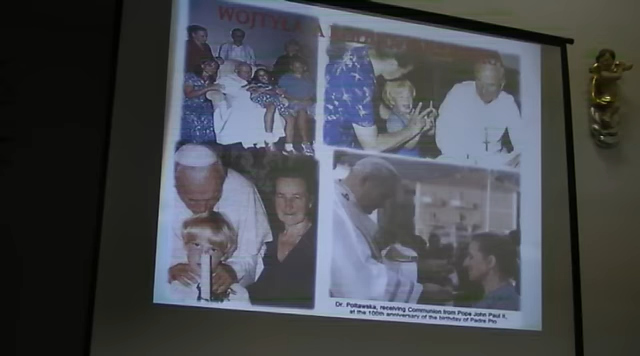 WOJTYŁA
Dr. Poltawska, receiving Communion from Pope John Paul II,
at the 100th anniversary of the birthday of Padre Pio